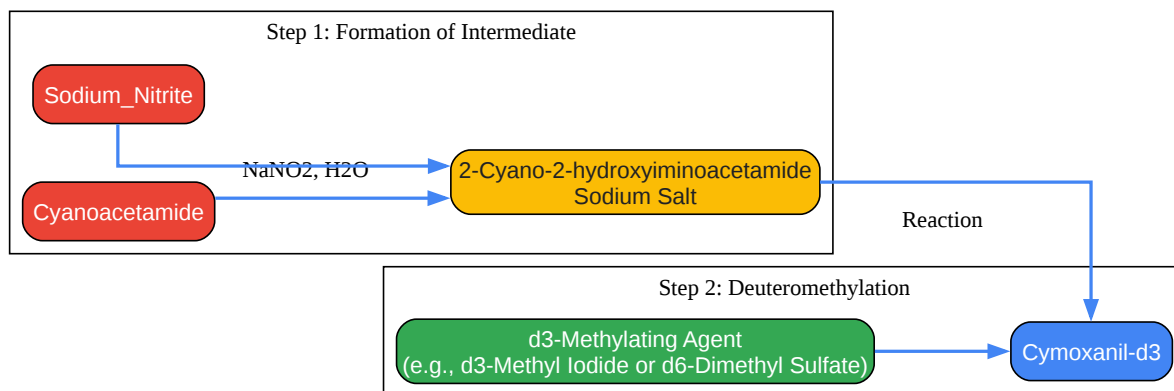 Step 1: Formation of Intermediate
Sodium_Nitrite
NaNO2, H2O
2-Cyano-2-hydroxyiminoacetamide
Sodium Salt
Cyanoacetamide
Reaction
Step 2: Deuteromethylation
d3-Methylating Agent
(e.g., d3-Methyl Iodide or d6-Dimethyl Sulfate)
Cymoxanil-d3